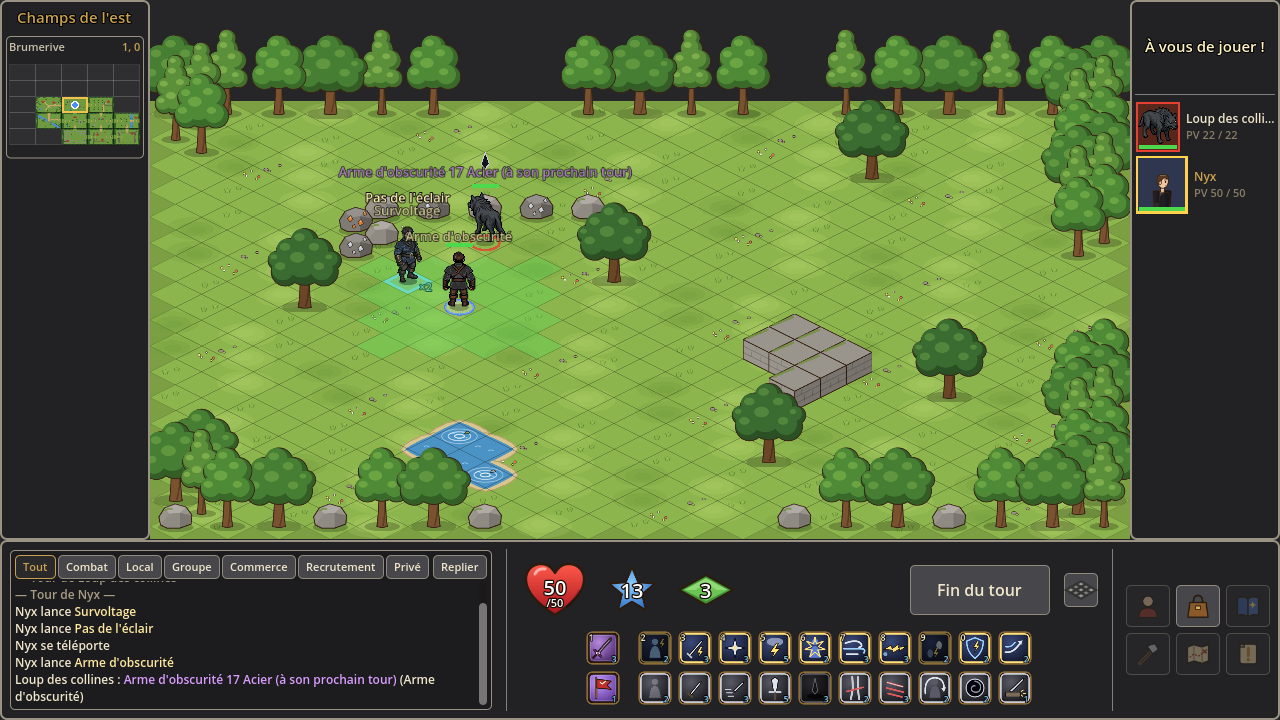 Champs de l'est
Brumerive
1, 0
Arme d'obscurité 17 Acier (à son prochain tour)
Pas de l'éclair
Survoltage
Arme d'obscurité
x2
À vous de jouer !
Loup des colli...
PV 22 / 22
Nyx
PV 50 / 50
Tout
Combat
Local
Groupe
Commerce
Recrutement
Privé
Replier
— Tour de Nyx —
Nyx lance Survoltage
Nyx lance Pas de l'éclair
Nyx se téléporte
Nyx lance Arme d'obscurité
Loup des collines : Arme d'obscurité 17 Acier (à son prochain tour) (Arme
d'obscurité)
50
/50
13
3
Fin du tour